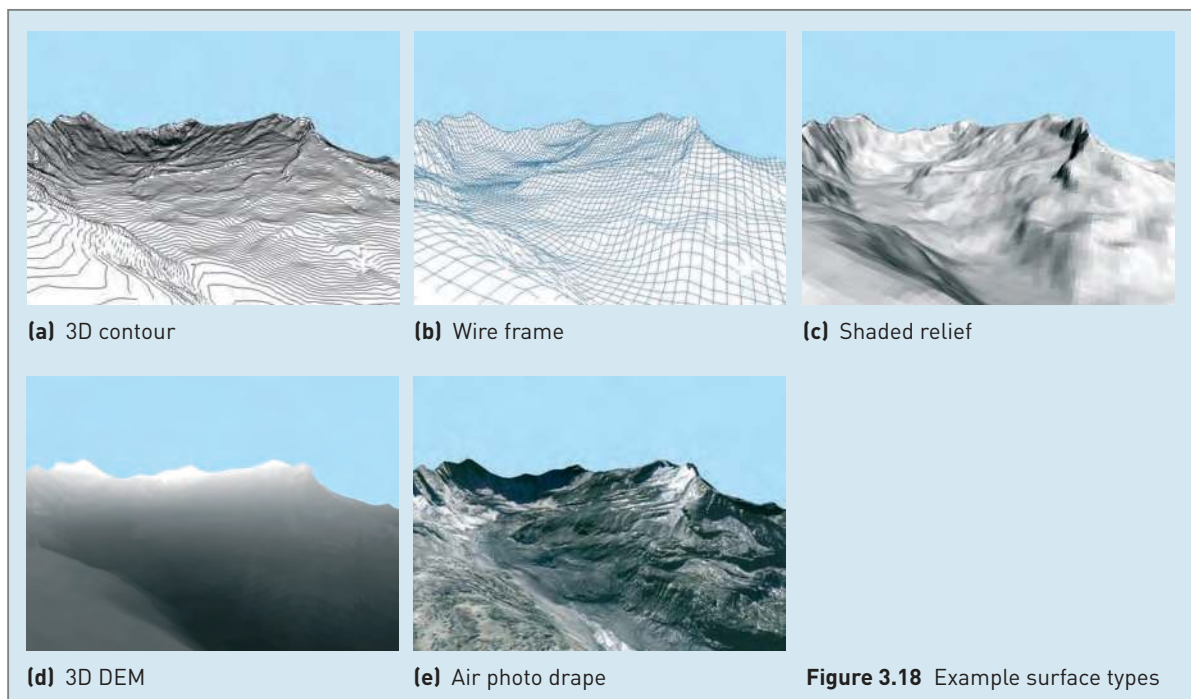 (a) 3D contour
(b) Wire frame
(c) Shaded relief
(d) 3D DEM
(e) Air photo drape
Figure 3.18 Example surface types